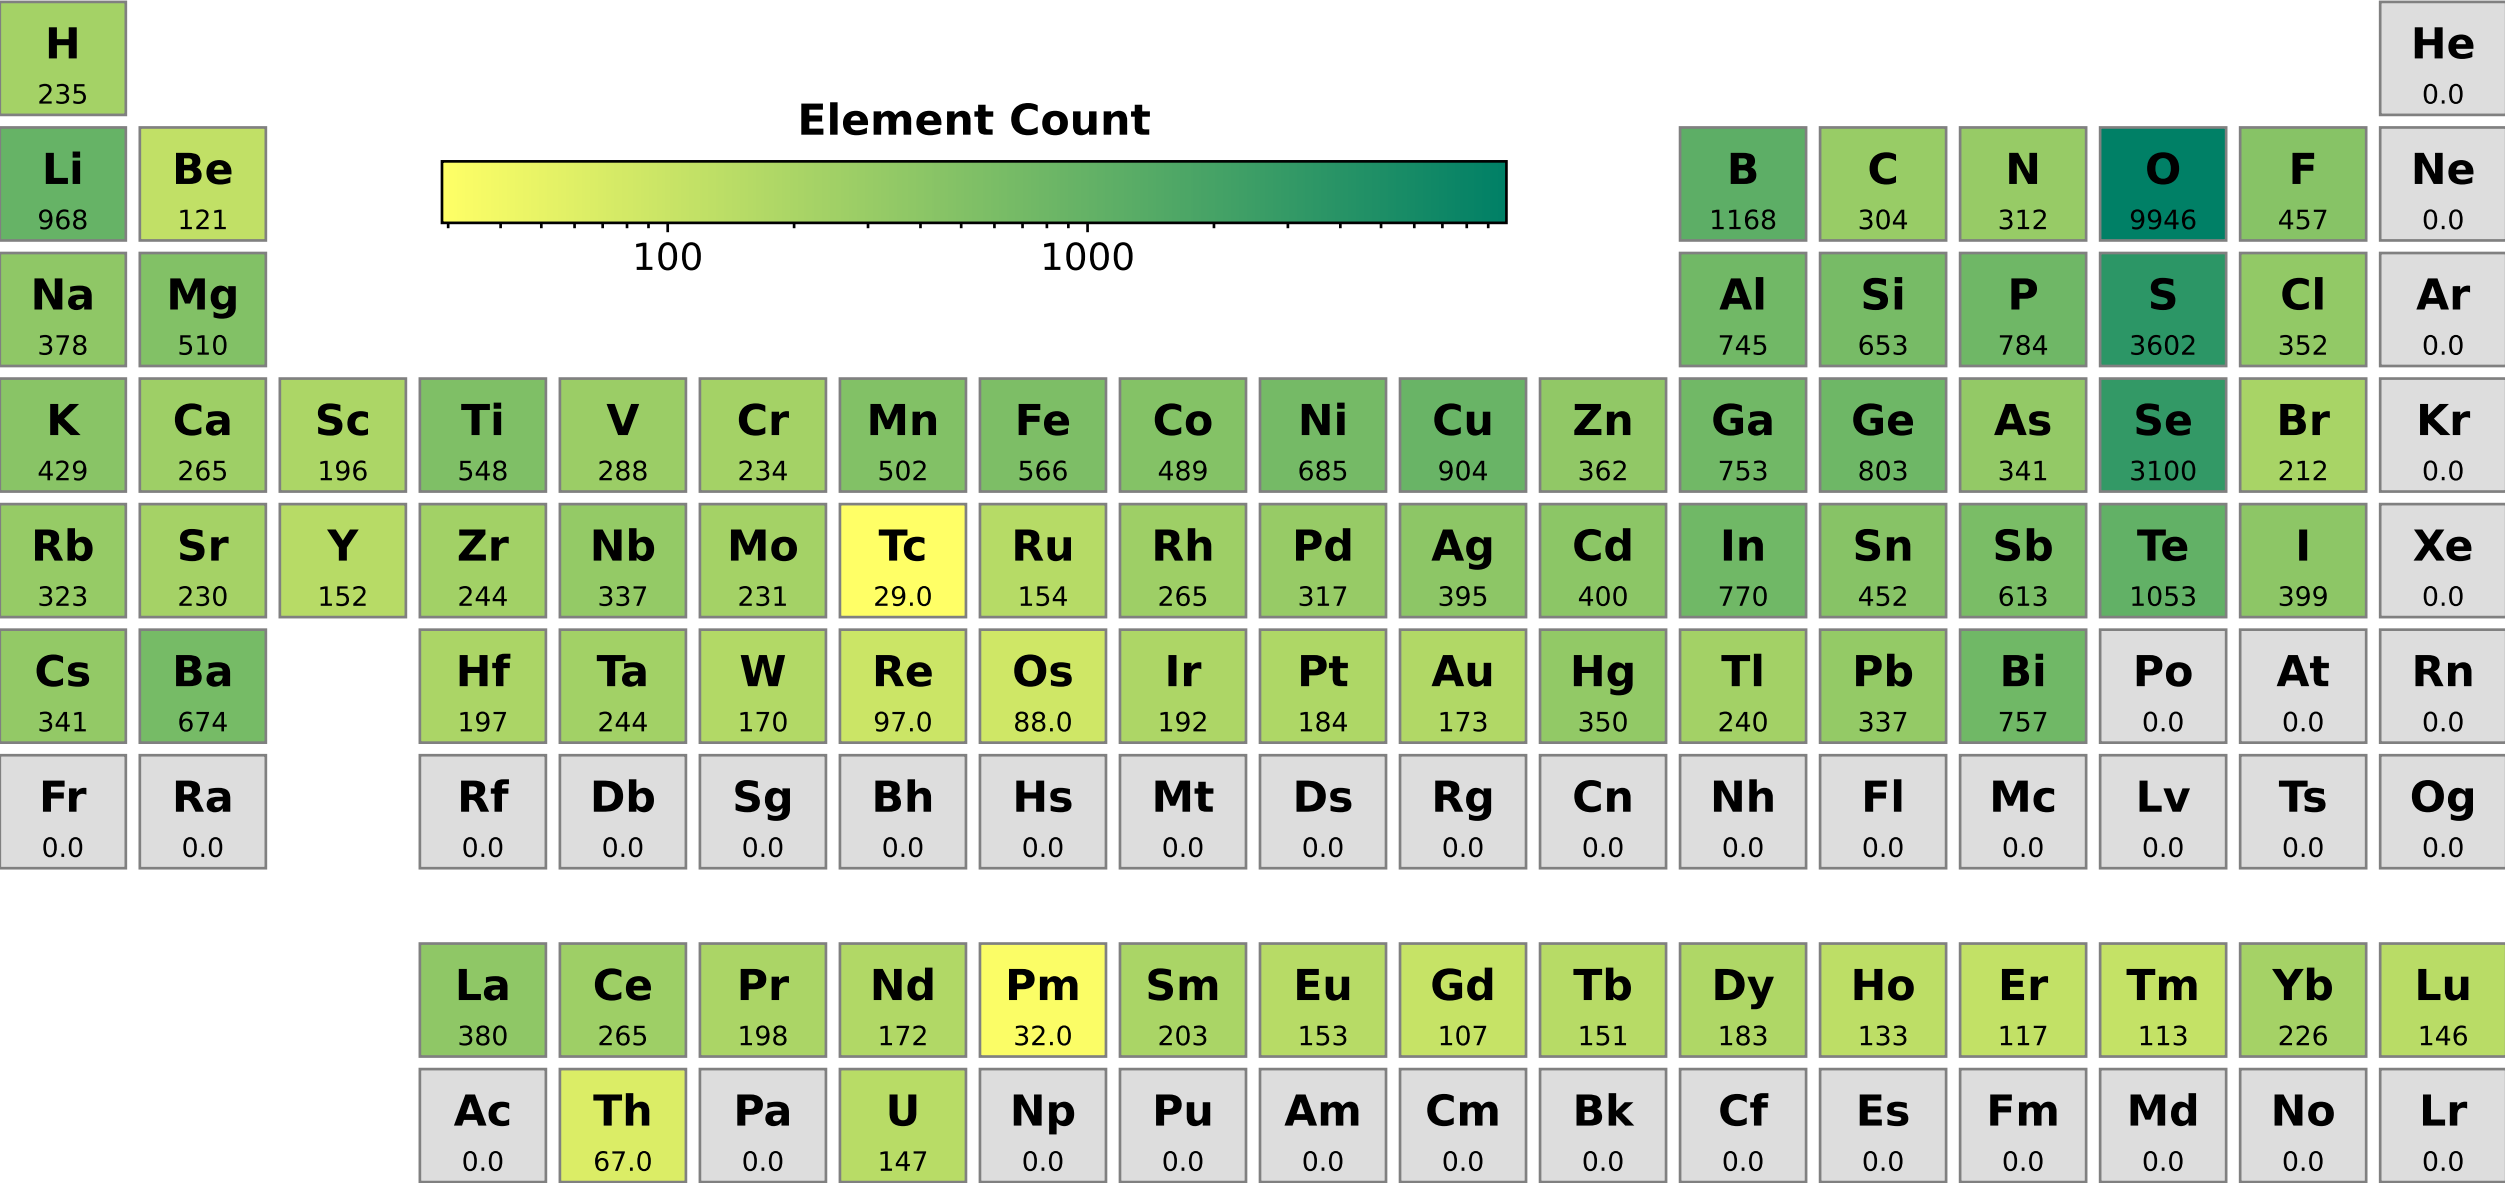 H He
235 0.0
Element Count
Li Be B C N O F Ne
968 121 1168 304 312 9946 457 0.0
100 1000
Na Mg Al Si P S Cl Ar
378 510 745 653 784 3602 352 0.0
K Ca Sc Ti V Cr Mn Fe Co Ni Cu Zn Ga Ge As Se Br Kr
429 265 196 548 288 234 502 566 489 685 904 362 753 803 341 3100 212 0.0
Rb Sr Y Zr Nb Mo Tc Ru Rh Pd Ag Cd In Sn Sb Te I Xe
323 230 152 244 337 231 29.0 154 265 317 395 400 770 452 613 1053 399 0.0
Cs Ba Hf Ta W Re Os Ir Pt Au Hg Tl Pb Bi Po At Rn
341 674 197 244 170 97.0 88.0 192 184 173 350 240 337 757 0.0 0.0 0.0
Fr Ra Rf Db Sg Bh Hs Mt Ds Rg Cn Nh Fl Mc Lv Ts Og
0.0 0.0 0.0 0.0 0.0 0.0 0.0 0.0 0.0 0.0 0.0 0.0 0.0 0.0 0.0 0.0 0.0
La Ce Pr Nd Pm Sm Eu Gd Tb Dy Ho Er Tm Yb Lu
380 265 198 172 32.0 203 153 107 151 183 133 117 113 226 146
Ac Th Pa U Np Pu Am Cm Bk Cf Es Fm Md No Lr
0.0 67.0 0.0 147 0.0 0.0 0.0 0.0 0.0 0.0 0.0 0.0 0.0 0.0 0.0